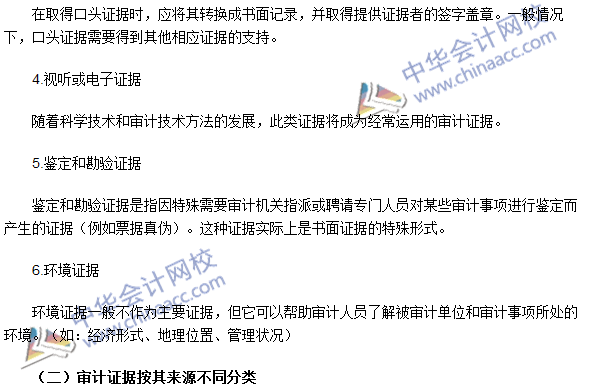 在取得口头证据时，应将其转换成书面记录，并取得提供证据者的签字盖章。一般情况
下，口头证据需要得到其他相应证据的支持。
中华会计网校
www.chinaacc.com
4.视听或电子证据
随着科学技术和审计技术方法的发展，此类证据将成为经常运用的审计证据。
5.鉴定和勘验证据
鉴定和勘验证据是指因特殊需要审计机关指派或聘请专门人员对某些审计事项进行鉴定而
产生的证据（例如票据真伪）。这种证据实际上是书面证据的特殊形式。
6.环境证据
中华会计网校
www.chinaacc.com
环境证据一般不作为主要证据，但它可以帮助审计人员了解被审计单位和审计事项所处的
环境。（如：经济形式、地理位置、管理状况）
（二）审计证据按其来源不同分类